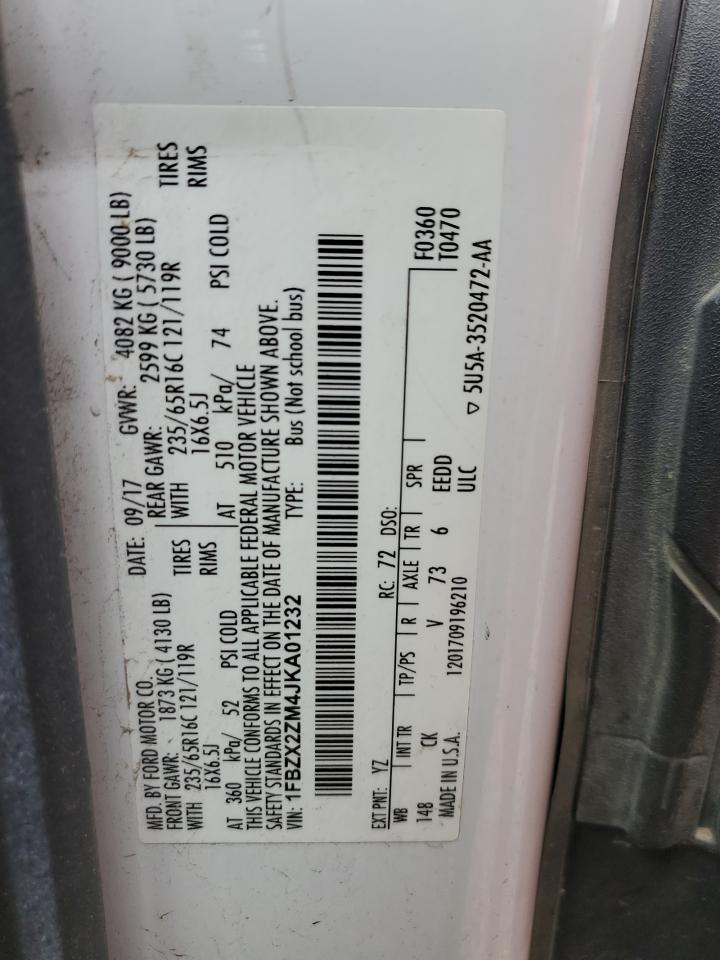 MFD. BY FORD MOTOR CO. DATE: 09/17 GVWR: 4082 KG ( 9000 LB)
FRONT GAWR: 1873 KG ( 4130 LB) REAR GAWR: 2599 KG ( 5730 LB)
WITH 235/65R16C 121/119R TIRES WITH 235/65R16C 121/119R TIRES
16X6.5J RIMS 16X6.5J RIMS
AT 360 kPa/ 52 PSI COLD AT 510 kPa/ 74 PSI COLD
THIS VEHICLE CONFORMS TO ALL APPLICABLE FEDERAL MOTOR VEHICLE
SAFETY STANDARDS IN EFFECT ON THE DATE OF MANUFACTURE SHOWN ABOVE.
VIN: 1FBZX2ZM4JKA01232 TYPE: Bus (Not school bus)
EXT PNT: YZ RC: 72 DSO:
WB INT TR TP/PS R AXLE TR SPR F0360
148 CK V 73 6 EEDD T0470
MADE IN U.S.A. 1201709196210 ULC
▽ 5U5A-3520472-AA